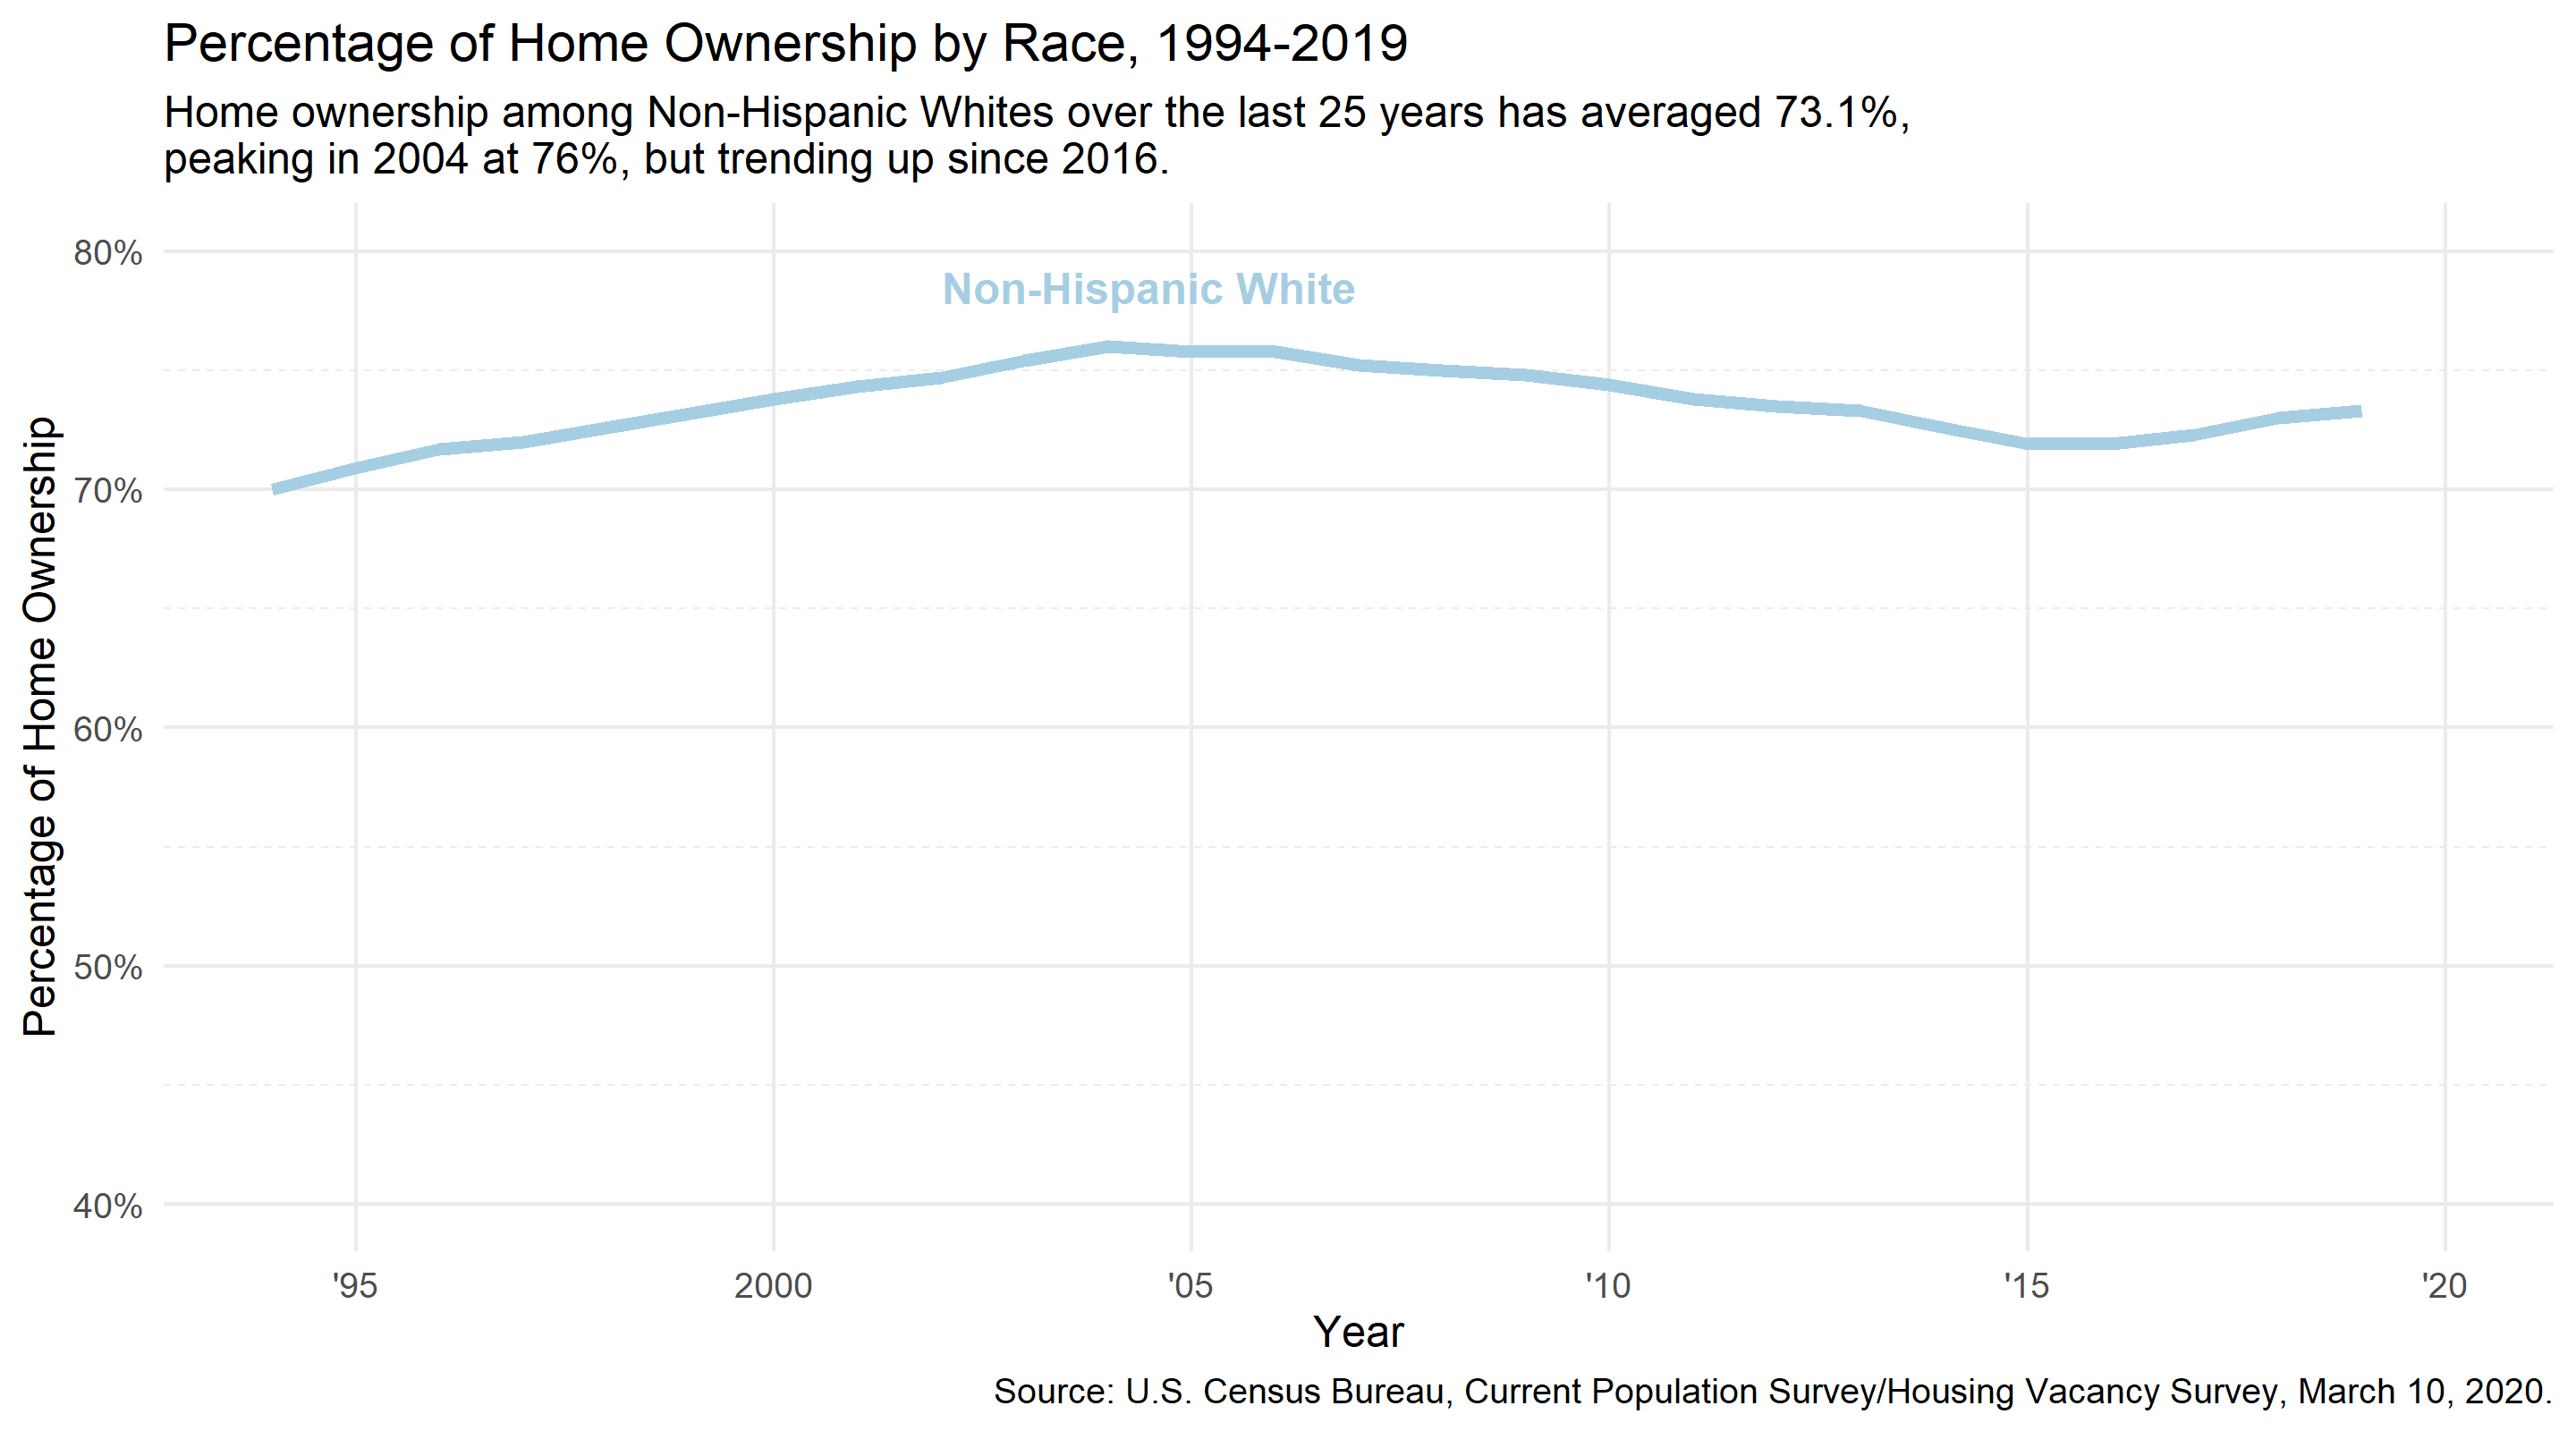 Percentage of Home Ownership by Race, 1994-2019
Home ownership among Non-Hispanic Whites over the last 25 years has averaged 73.1%,
peaking in 2004 at 76%, but trending up since 2016.
80%
Non-Hispanic White
70%
60%
50%
40%
Percentage of Home Ownership
'95
2000
'05
'10
'15
'20
Year
Source: U.S. Census Bureau, Current Population Survey/Housing Vacancy Survey, March 10, 2020.